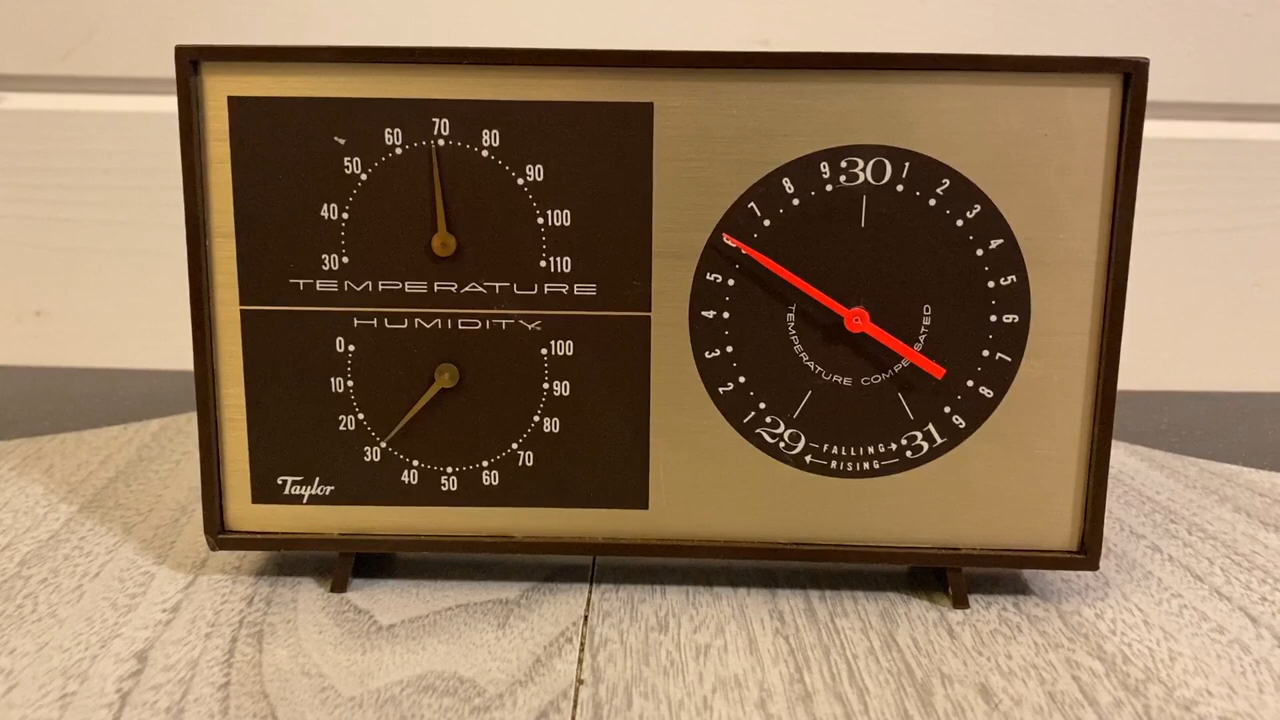 30 40 50 60 70 80 90 100 110
TEMPERATURE
HUMIDITY
0 10 20 30 40 50 60 70 80 90 100
Taylor
29 1 2 3 4 5 6 7 8 9 30 1 2 3 4 5 6 7 8 9 31
TEMPERATURE COMPENSATED
FALLING
RISING